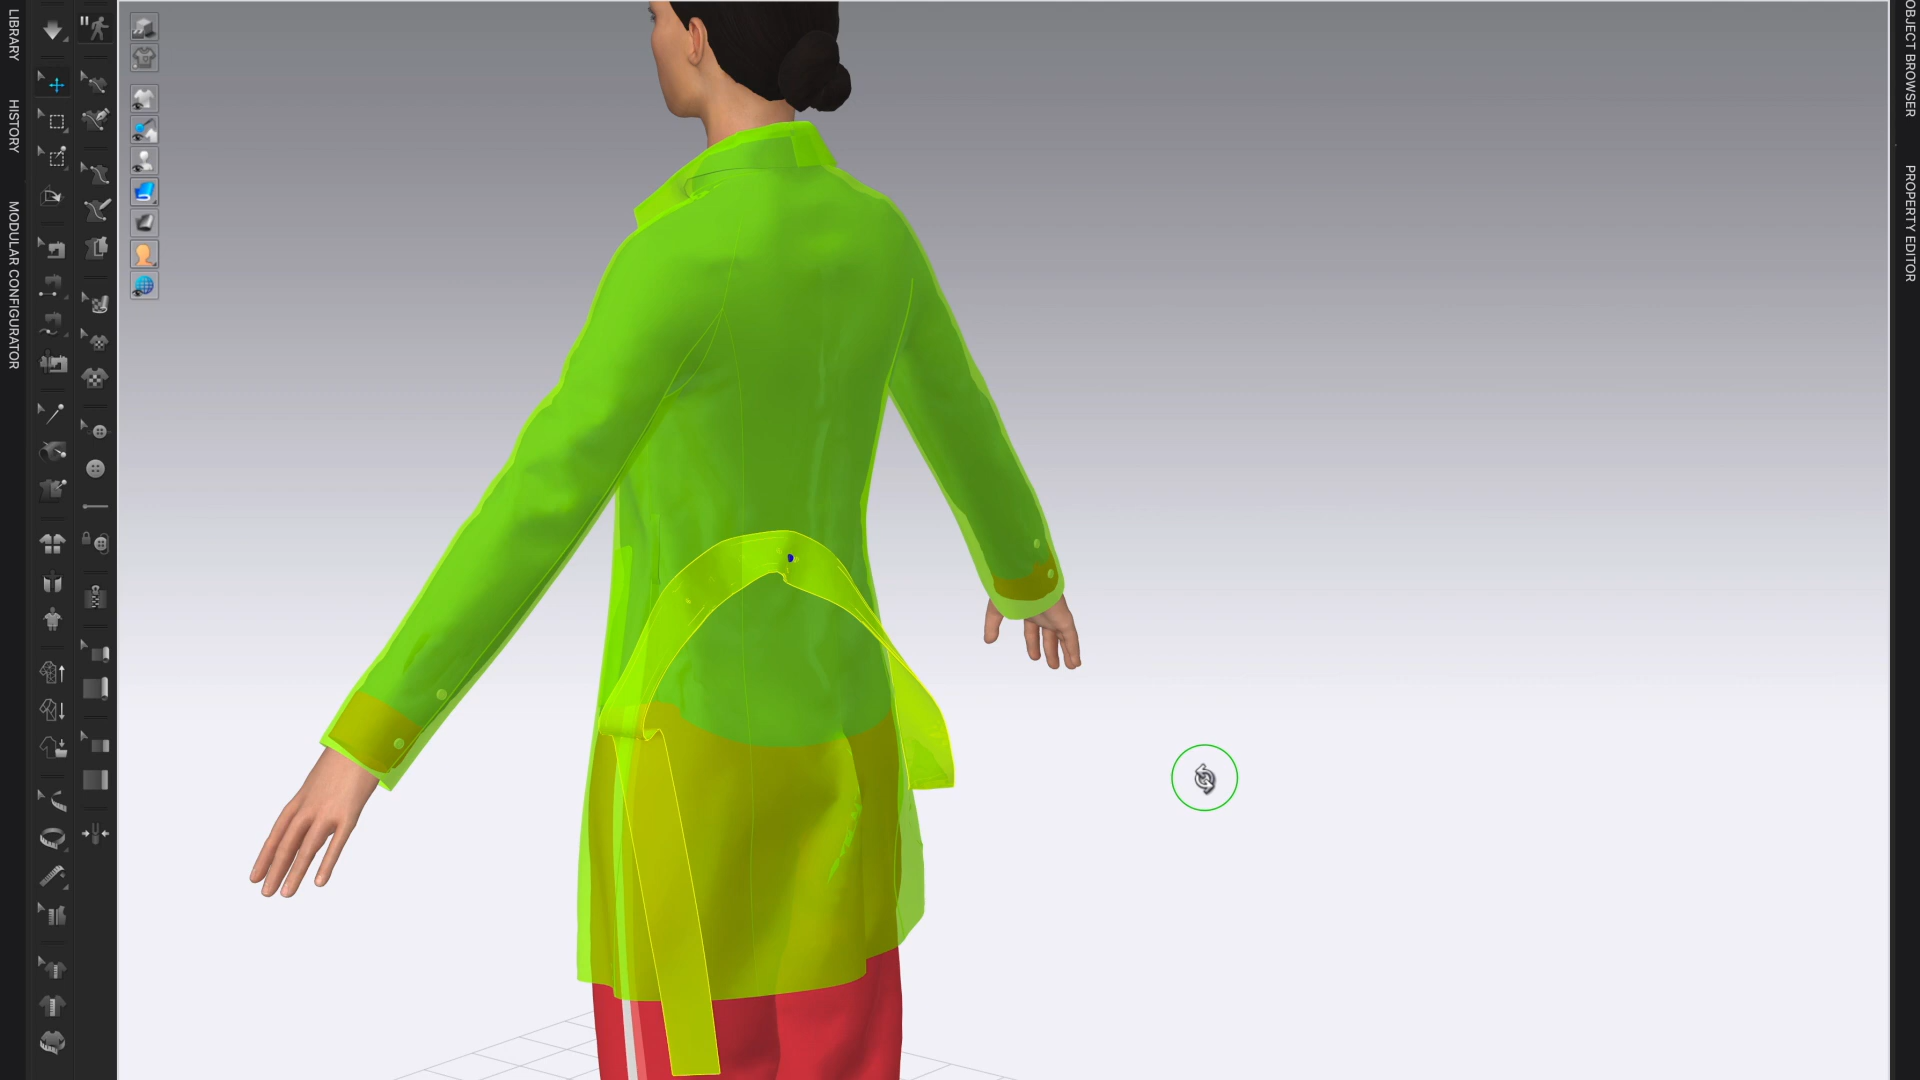 LIBRARY
HISTORY
MODULAR CONFIGURATOR
OBJECT BROWSER
PROPERTY EDITOR